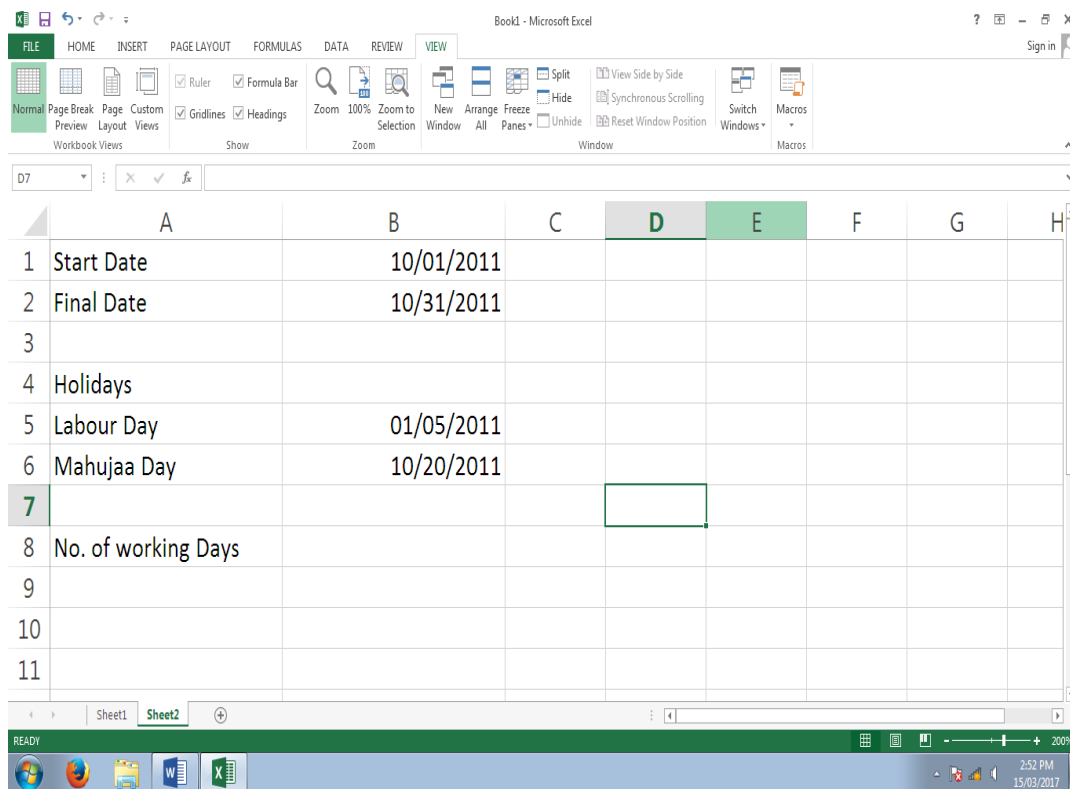 Book1 - Microsoft Excel
?
FILE HOME INSERT PAGE LAYOUT FORMULAS DATA REVIEW VIEW Sign in
Normal Page Break Preview Page Layout Custom Views
Workbook Views
Ruler Formula Bar
Gridlines Headings
Show
Zoom 100% Zoom to Selection
Zoom
New Window Arrange All Freeze Panes
Split
Hide
Unhide
View Side by Side
Synchronous Scrolling
Reset Window Position
Switch Windows
Window
Macros
Macros
D7 fx
A B C D E F G H
1 Start Date 10/01/2011
2 Final Date 10/31/2011
3
4 Holidays
5 Labour Day 01/05/2011
6 Mahujaa Day 10/20/2011
7
8 No. of working Days
9
10
11
Sheet1 Sheet2
READY 200%
2:52 PM
15/03/2017